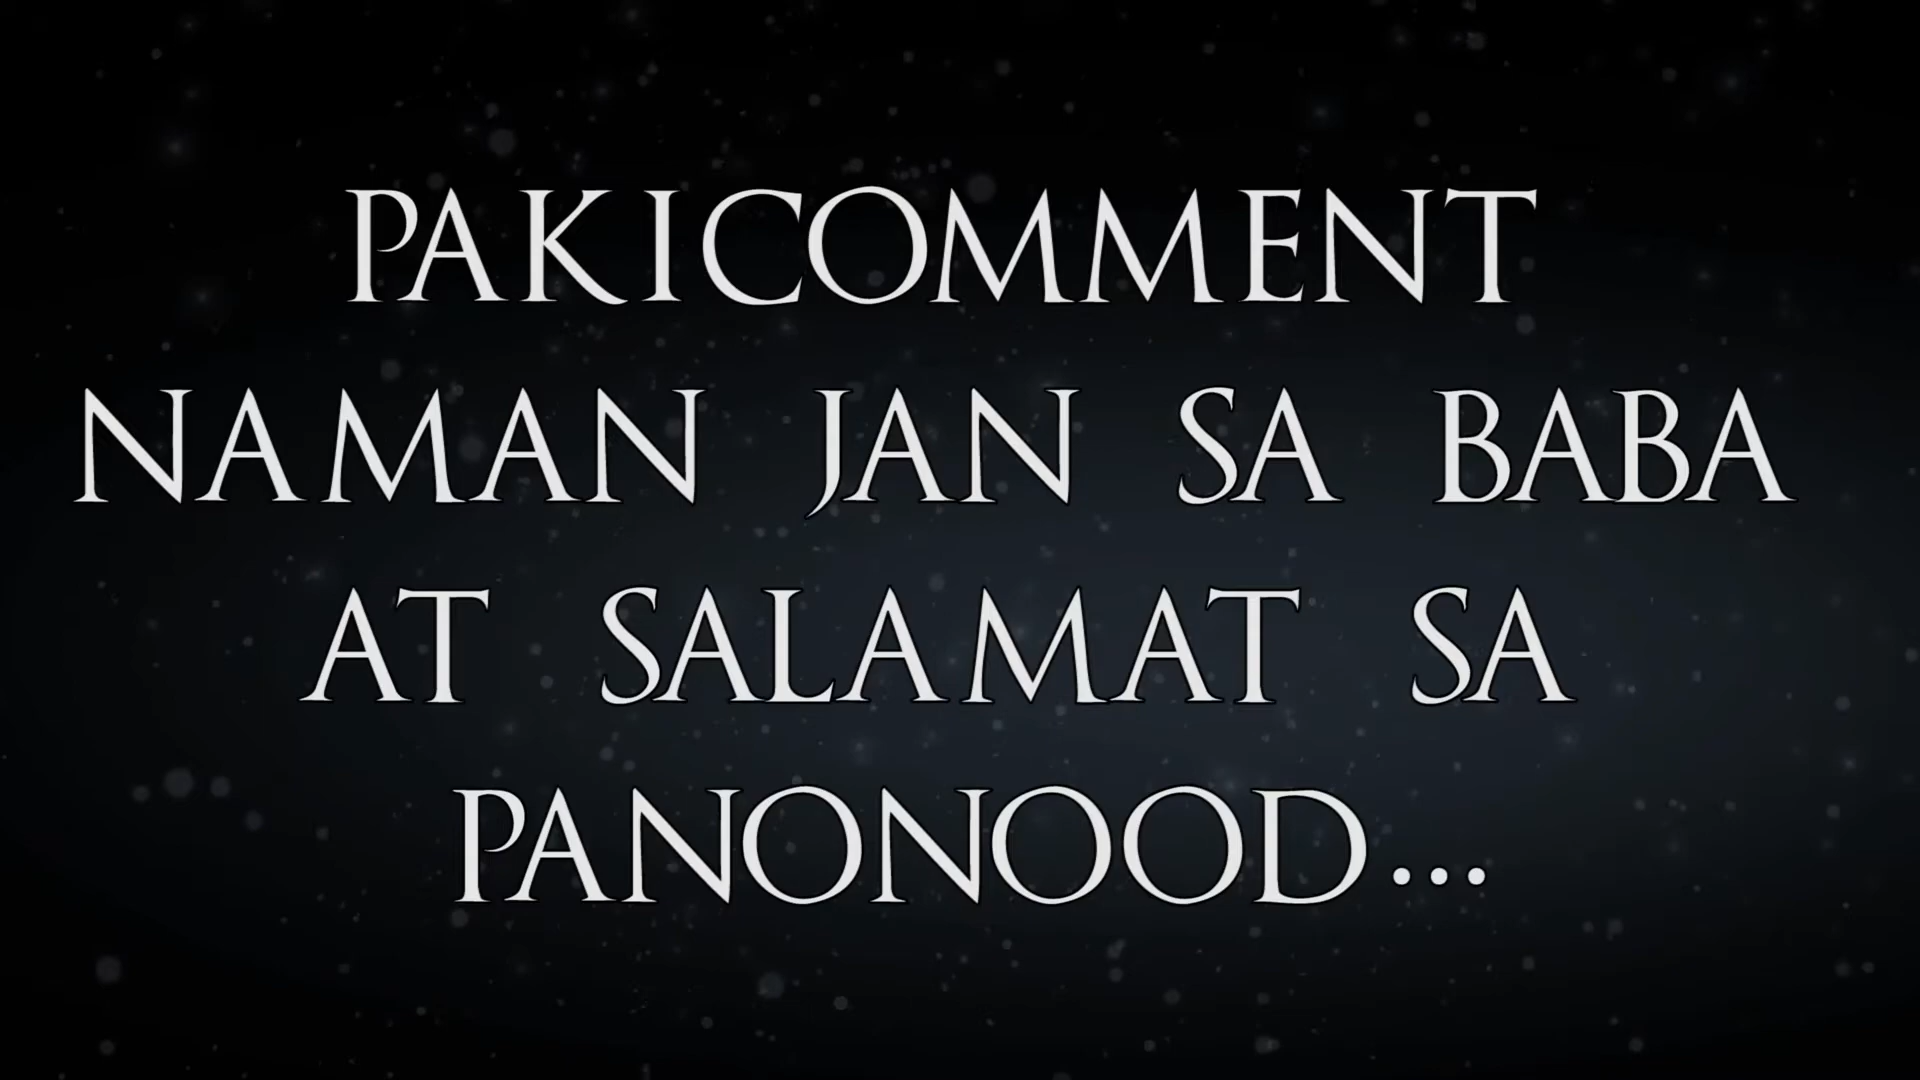 PAKICOMMENT
NAMAN JAN SA BABA
AT SALAMAT SA
PANONOOD...